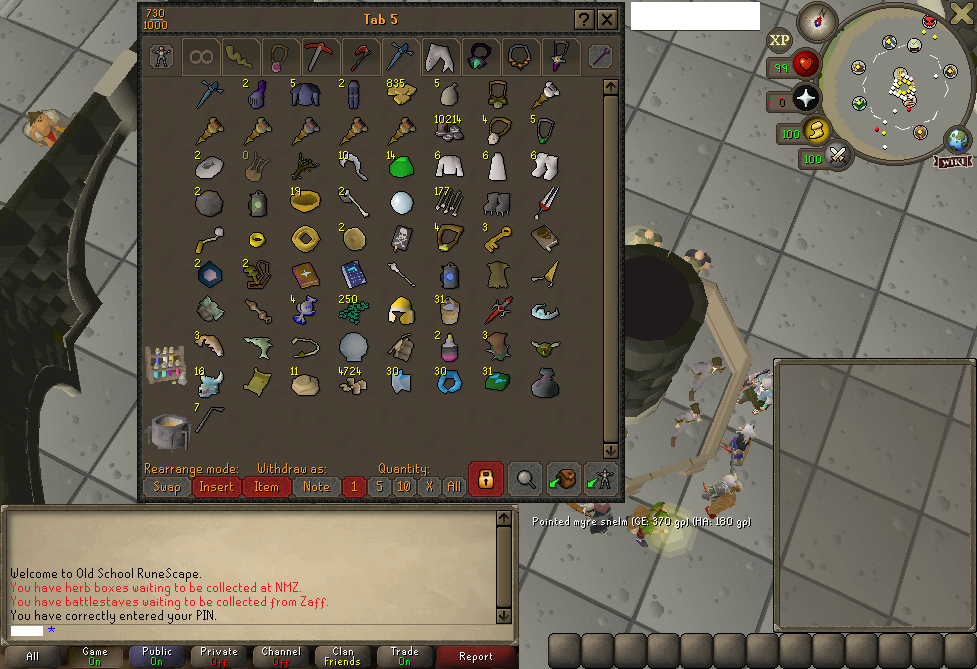 730
1000
Tab 5
?
XP
99
0
100
100
WIKI
2
5
2
835
5
10214
4
5
2
0
10
14
6
6
6
2
19
2
177
2
4
3
2
2
4
250
31
3
2
3
16
11
4724
30
30
31
7
Rearrange mode:
Withdraw as:
Quantity:
Swap
Insert
Item
Note
1
5
10
X
All
Pointed myre snelm (GE: 370 gp) (HA: 180 gp)
Welcome to Old School RuneScape.
You have herb boxes waiting to be collected at NMZ.
You have battlestaves waiting to be collected from Zaff.
You have correctly entered your PIN.
*
All
Game
On
Public
On
Private
Off
Channel
Off
Clan
Friends
Trade
On
Report